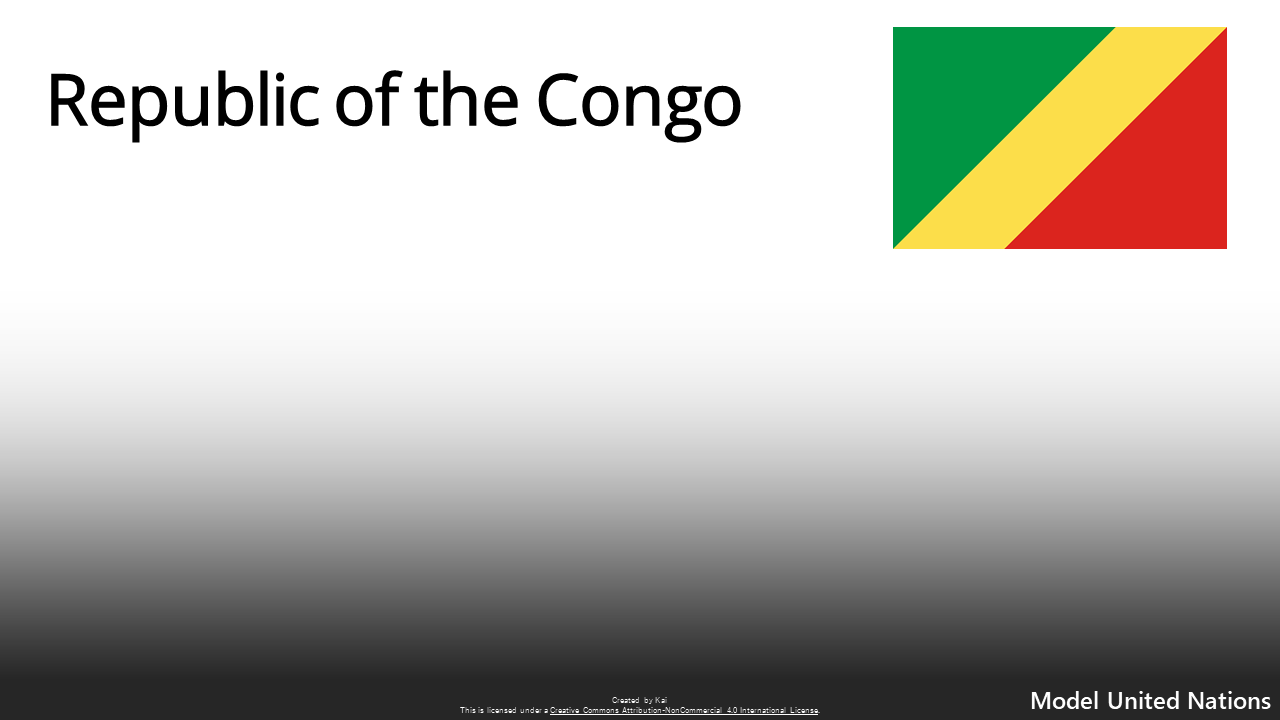 Republic of the Congo
Created by Kai
This is licensed under a Creative Commons Attribution-NonCommercial 4.0 International License.
Model United Nations